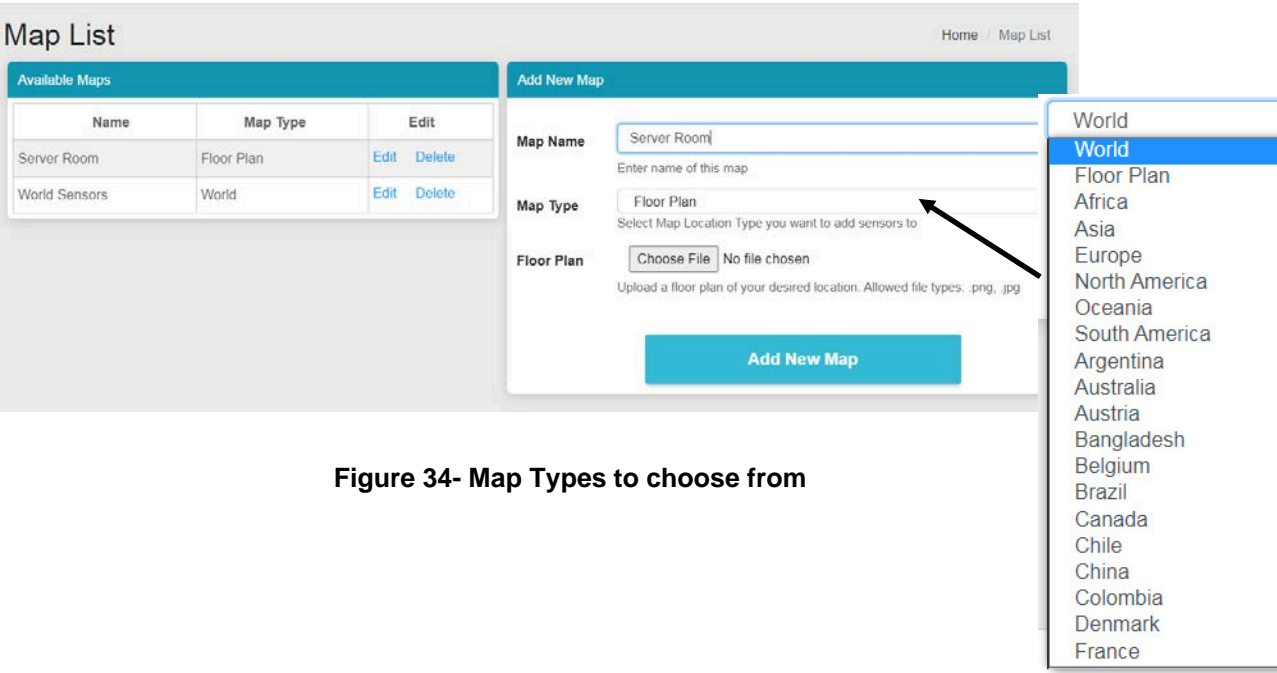 Map List
Home / Map List
Available Maps
Name Map Type Edit
Server Room Floor Plan Edit Delete
World Sensors World Edit Delete
Add New Map
Map Name Server Room
Enter name of this map
Map Type Floor Plan
Select Map Location Type you want to add sensors to
Floor Plan Choose File No file chosen
Upload a floor plan of your desired location. Allowed file types: .png, .jpg
Add New Map
World
World
Floor Plan
Africa
Asia
Europe
North America
Oceania
South America
Argentina
Australia
Austria
Bangladesh
Belgium
Brazil
Canada
Chile
China
Colombia
Denmark
France
Figure 34- Map Types to choose from